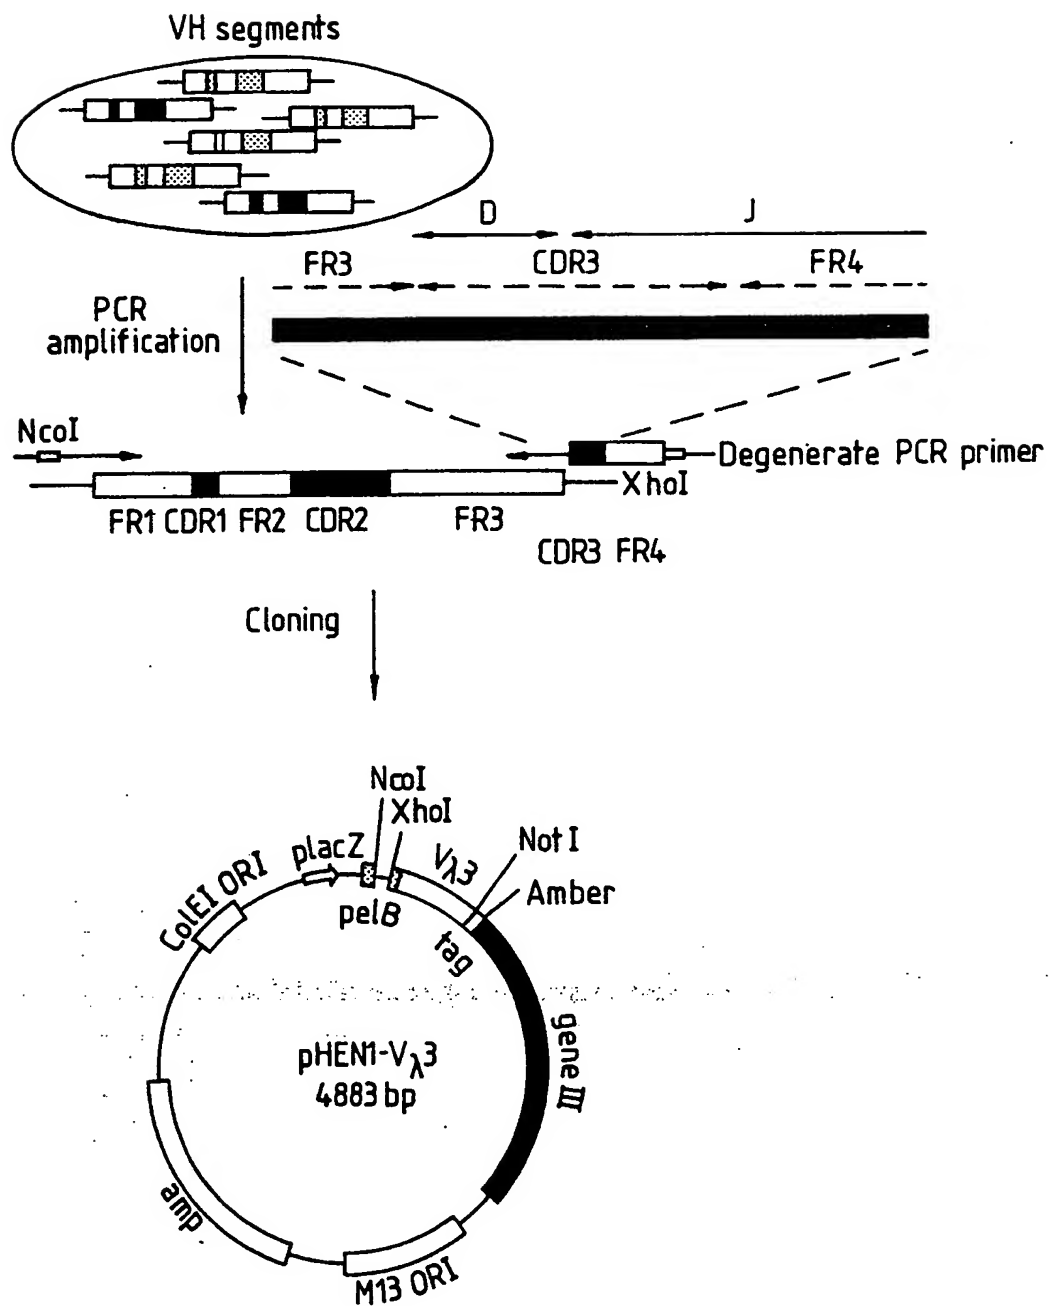 VH segments
D
J
FR3
CDR3
FR4
PCR
amplification
NcoI
Degenerate PCR primer
XhoI
FR1 CDR1 FR2 CDR2 FR3
CDR3 FR4
Cloning
NcoI
XhoI
placZ
Vλ3
Not I
ColEI ORI
pelB
Amber
tag
gene III
pHEN1-Vλ3
4883 bp
amp
M13 ORI